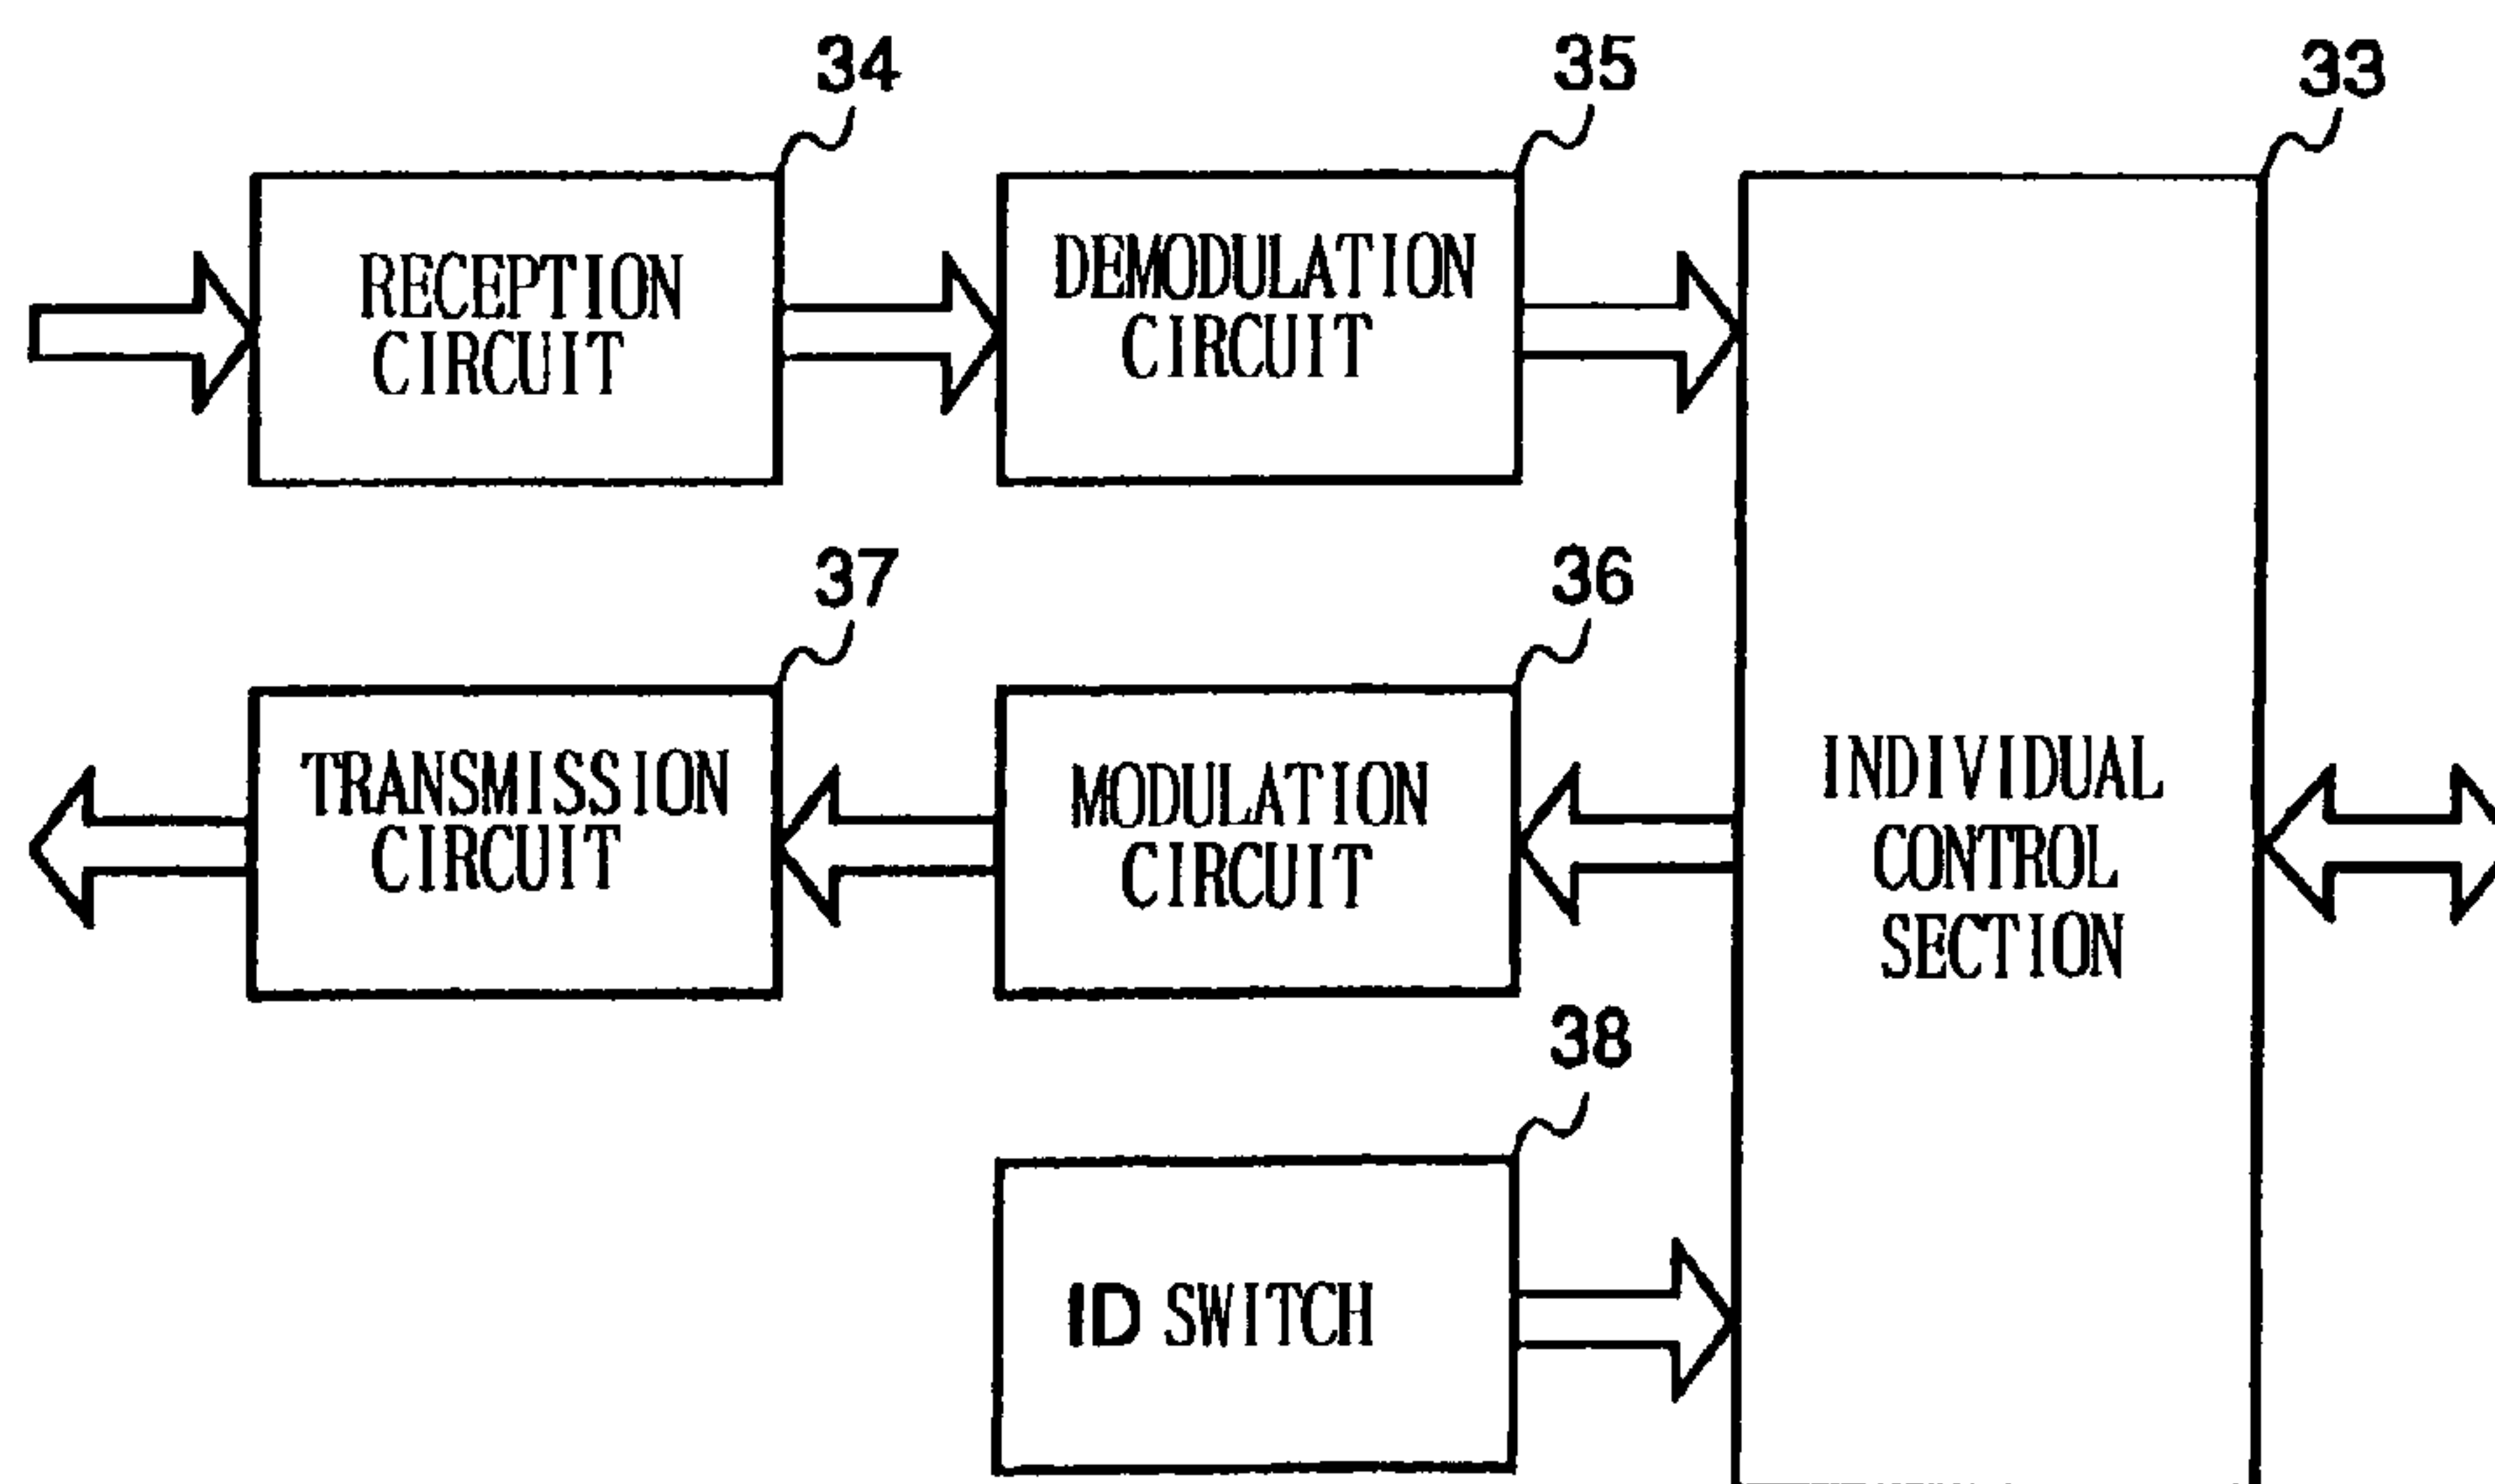 34
35
33
RECEPTION
CIRCUIT
DEMODULATION
CIRCUIT
37
36
TRANSMISSION
CIRCUIT
MODULATION
CIRCUIT
INDIVIDUAL
CONTROL
SECTION
38
ID SWITCH